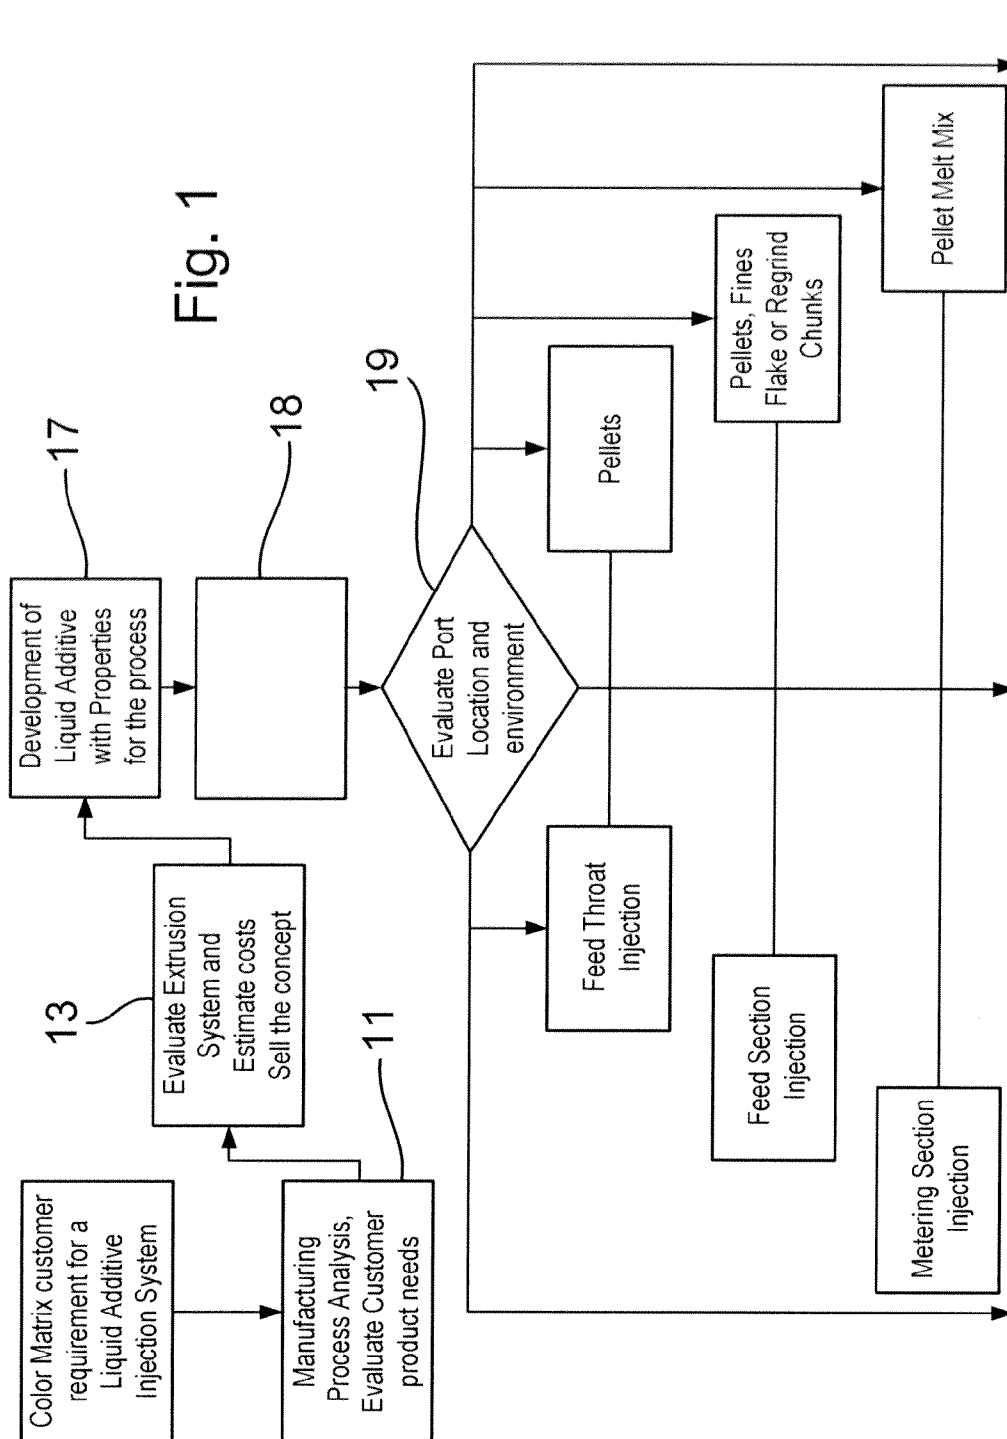 Fig. 1
Color Matrix customer
requirement for a
Liquid Additive
Injection System
Manufacturing
Process Analysis,
Evaluate Customer
product needs
11
13
Evaluate Extrusion
System and
Estimate costs
Sell the concept
17
Development of
Liquid Additive
with Properties
for the process
18
19
Evaluate Port
Location and
environment
Feed Throat
Injection
Pellets
Feed Section
Injection
Pellets, Fines
Flake or Regrind
Chunks
Metering Section
Injection
Pellet Melt Mix